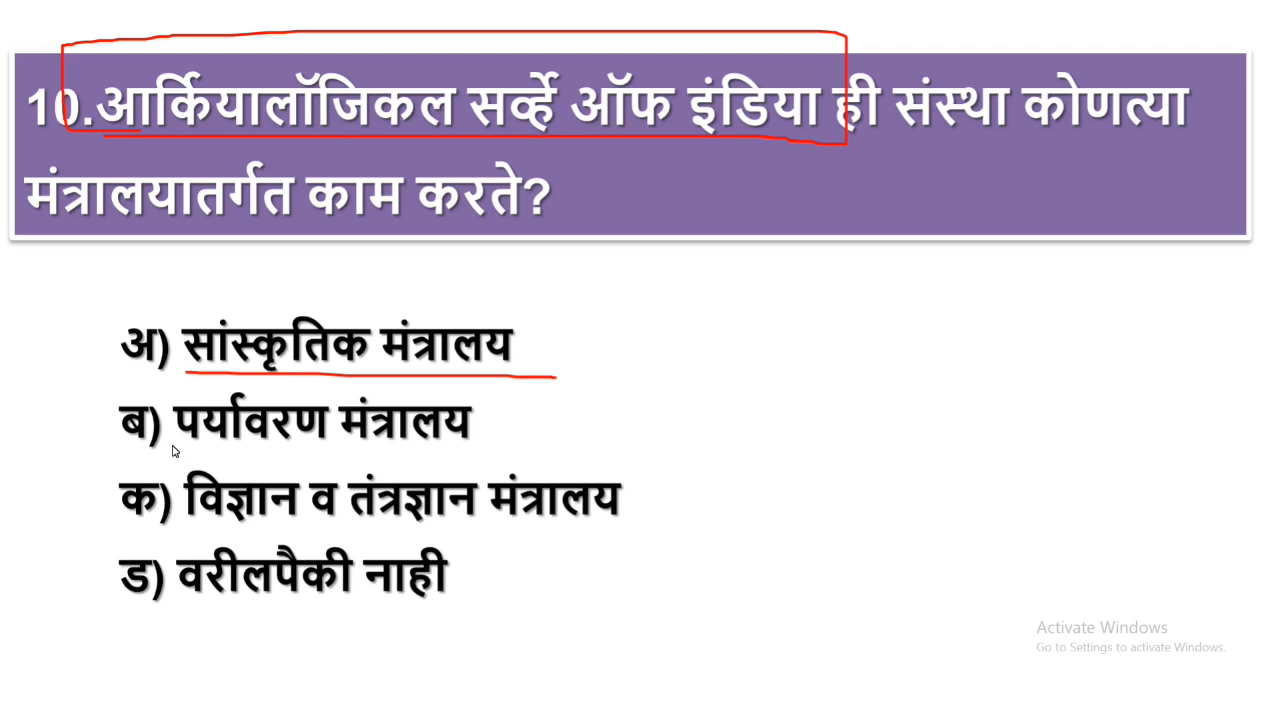 10.आर्कियालॉजिकल सर्व्हे ऑफ इंडिया ही संस्था कोणत्या
मंत्रालयातर्गत काम करते?
अ) सांस्कृतिक मंत्रालय
ब) पर्यावरण मंत्रालय
क) विज्ञान व तंत्रज्ञान मंत्रालय
ड) वरीलपैकी नाही
Activate Windows
Go to Settings to activate Windows.